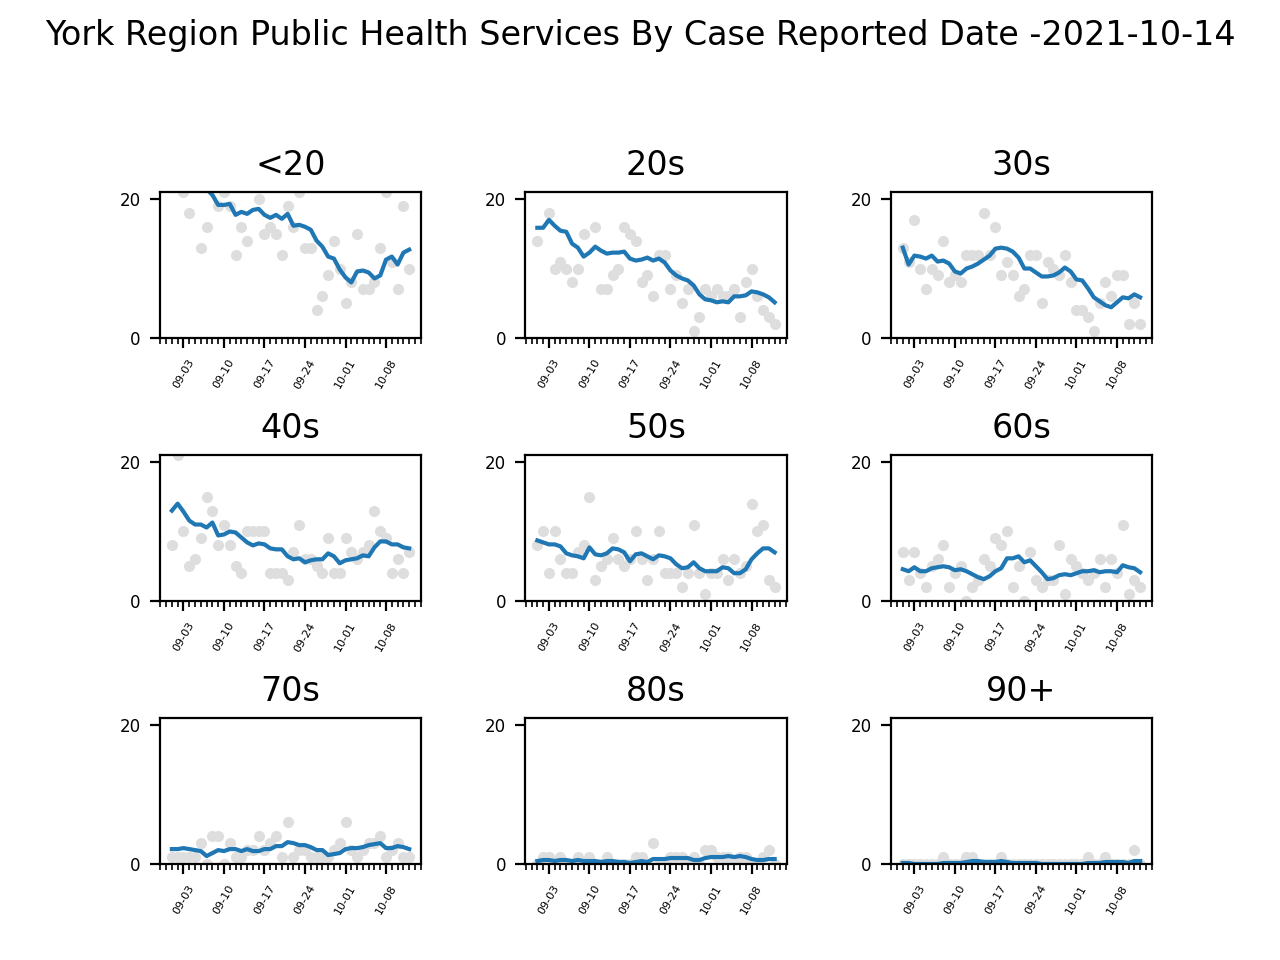 York Region Public Health Services By Case Reported Date -2021-10-14
<20 20s 30s
20 20 20
0 0 0
09-03 09-10 09-17 09-24 10-01 10-08 09-03 09-10 09-17 09-24 10-01 10-08 09-03 09-10 09-17 09-24 10-01 10-08
40s 50s 60s
20 20 20
0 0 0
09-03 09-10 09-17 09-24 10-01 10-08 09-03 09-10 09-17 09-24 10-01 10-08 09-03 09-10 09-17 09-24 10-01 10-08
70s 80s 90+
20 20 20
0 0 0
09-03 09-10 09-17 09-24 10-01 10-08 09-03 09-10 09-17 09-24 10-01 10-08 09-03 09-10 09-17 09-24 10-01 10-08